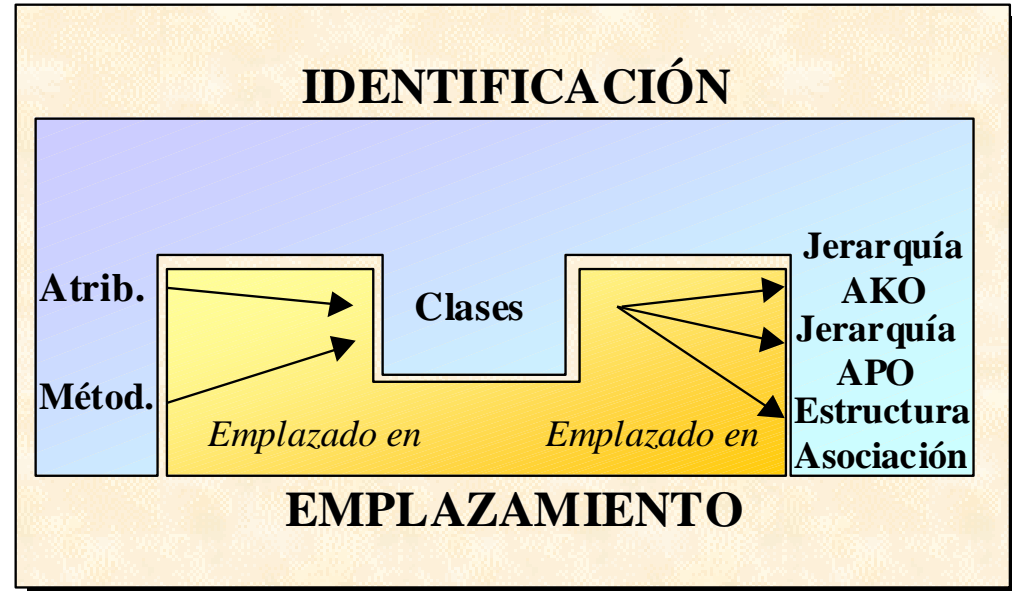 IDENTIFICACIÓN
Atrib.
Métod.
Clases
Jerarquía
AKO
Jerarquía
APO
Estructura
Asociación
Emplazado en
Emplazado en
EMPLAZAMIENTO